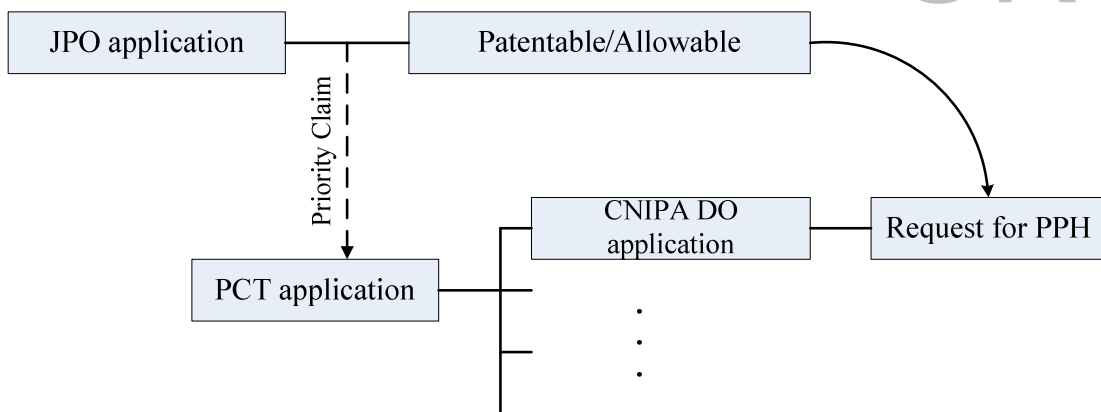 JPO application
Patentable/Allowable
Priority Claim
CNIPA DO
application
Request for PPH
PCT application
.
.
.